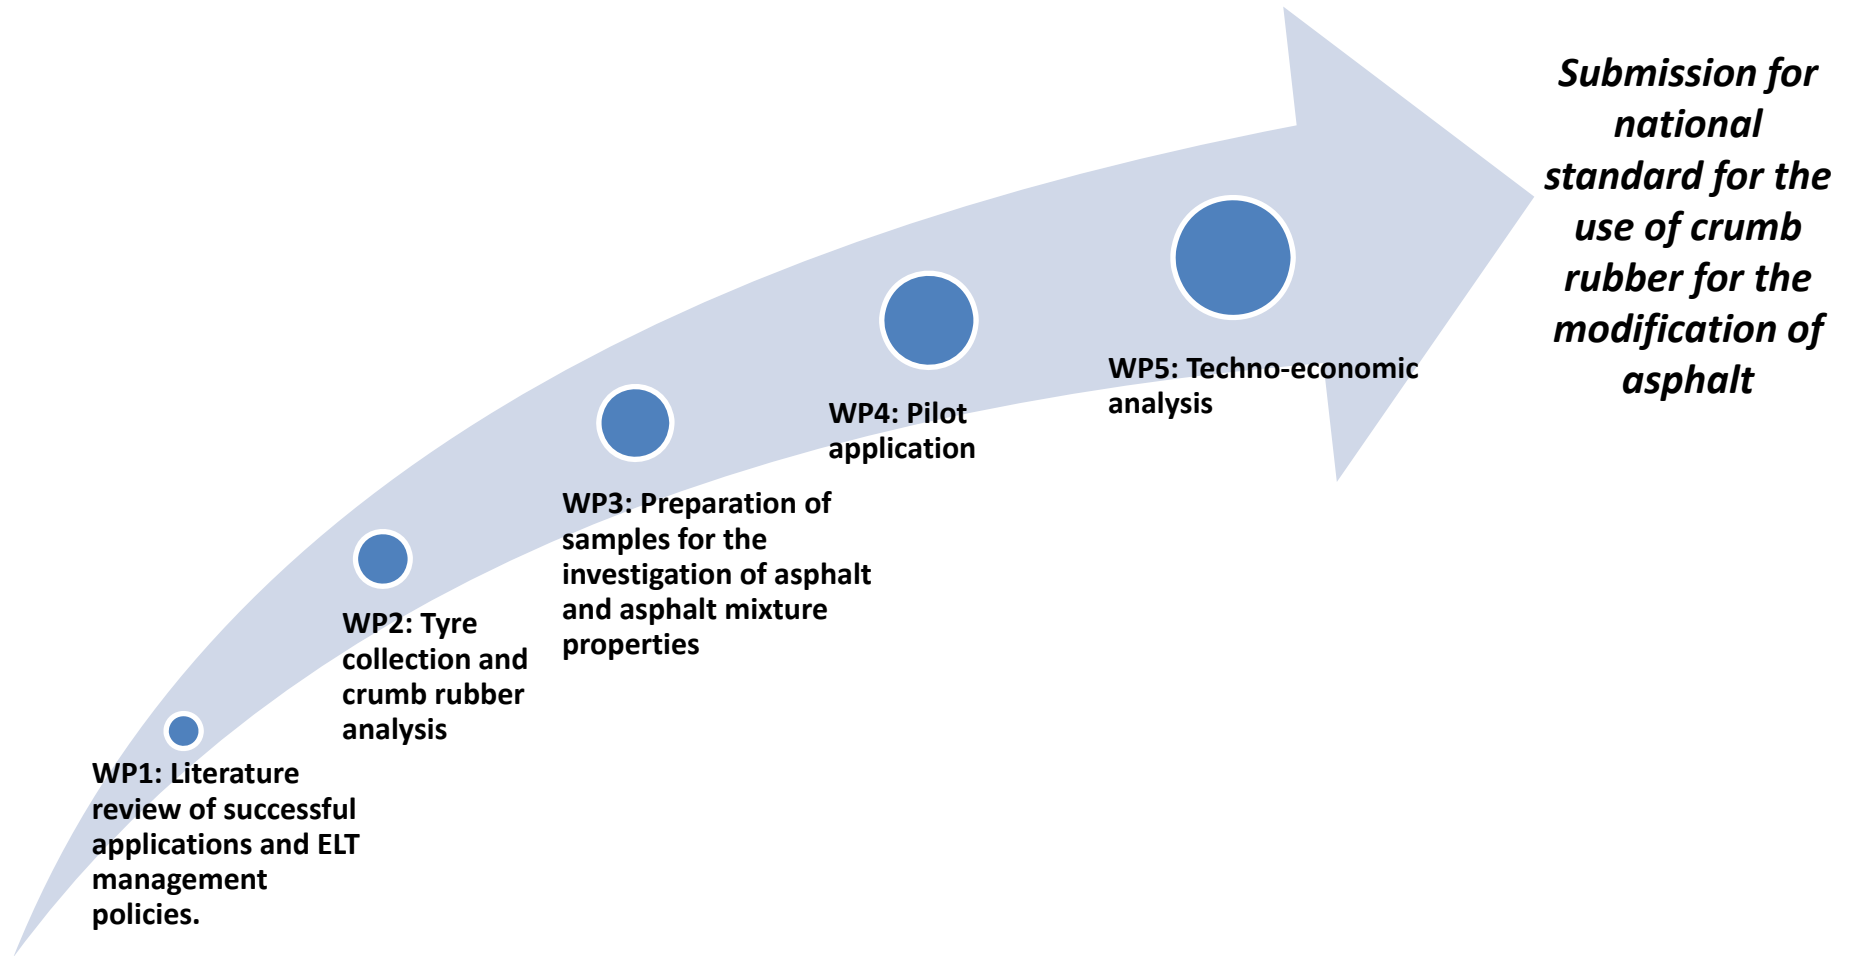 WP1: Literature
review of successful
applications and ELT
management
policies.
WP2: Tyre
collection and
crumb rubber
analysis
WP3: Preparation of
samples for the
investigation of asphalt
and asphalt mixture
properties
WP4: Pilot
application
WP5: Techno-economic
analysis
Submission for
national
standard for the
use of crumb
rubber for the
modification of
asphalt